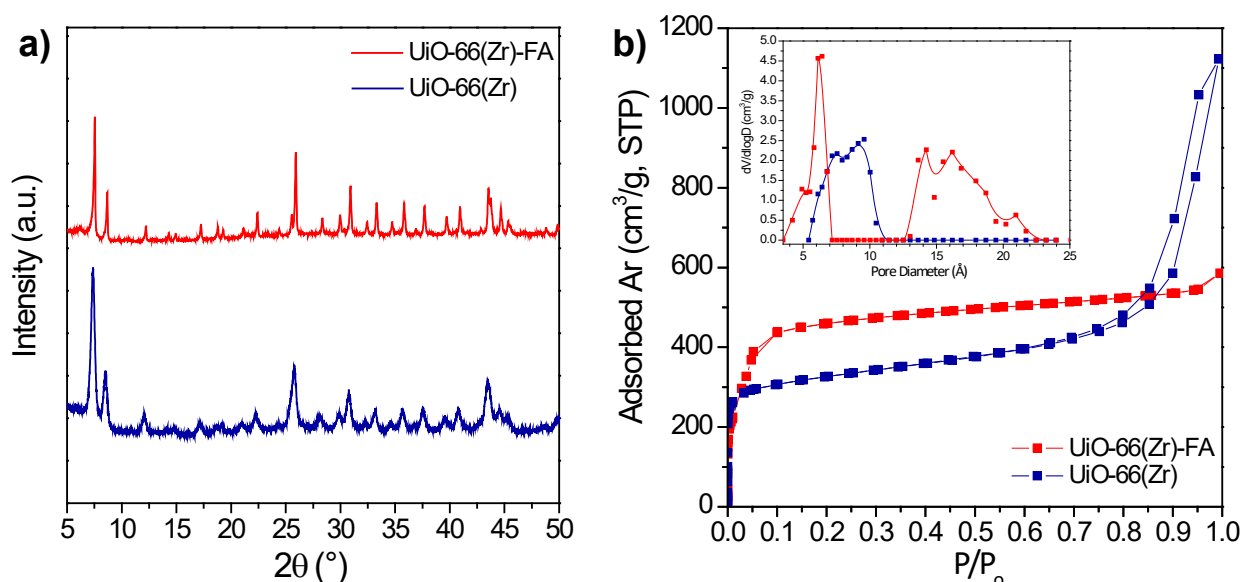 a)
UiO-66(Zr)-FA
UiO-66(Zr)
Intensity (a.u.)
5 10 15 20 25 30 35 40 45 50
2θ (°)
b)
1200
1000
800
600
400
200
0
Adsorbed Ar (cm³/g, STP)
5.0
4.5
4.0
3.5
3.0
2.5
2.0
1.5
1.0
0.5
0.0
dV/dlogD (cm³/g)
5 10 15 20 25
Pore Diameter (Å)
UiO-66(Zr)-FA
UiO-66(Zr)
0.0 0.1 0.2 0.3 0.4 0.5 0.6 0.7 0.8 0.9 1.0
P/Pₒ